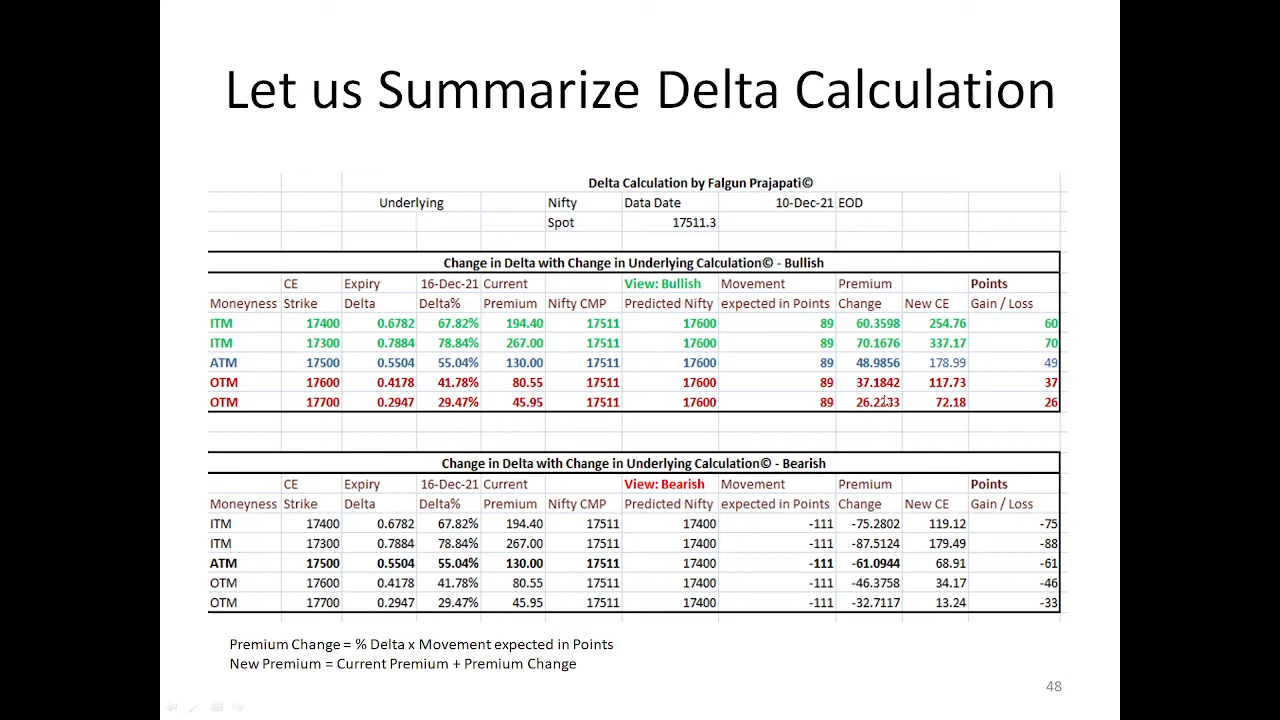 Let us Summarize Delta Calculation
Delta Calculation by Falgun Prajapati©
Underlying Nifty Data Date 10-Dec-21 EOD
Spot 17511.3
Change in Delta with Change in Underlying Calculation© - Bullish
CE Expiry 16-Dec-21 Current View: Bullish Movement Premium Points
Moneyness Strike Delta Delta% Premium Nifty CMP Predicted Nifty expected in Points Change New CE Gain / Loss
ITM 17400 0.6782 67.82% 194.40 17511 17600 89 60.3598 254.76 60
ITM 17300 0.7884 78.84% 267.00 17511 17600 89 70.1676 337.17 70
ATM 17500 0.5504 55.04% 130.00 17511 17600 89 48.9856 178.99 49
OTM 17600 0.4178 41.78% 80.55 17511 17600 89 37.1842 117.73 37
OTM 17700 0.2947 29.47% 45.95 17511 17600 89 72.18 26
Change in Delta with Change in Underlying Calculation© - Bearish
CE Expiry 16-Dec-21 Current View: Bearish Movement Premium Points
Moneyness Strike Delta Delta% Premium Nifty CMP Predicted Nifty expected in Points Change New CE Gain / Loss
ITM 17400 0.6782 67.82% 194.40 17511 17400 -111 -75.2802 119.12 -75
ITM 17300 0.7884 78.84% 267.00 17511 17400 -111 -87.5124 179.49 -88
ATM 17500 0.5504 55.04% 130.00 17511 17400 -111 -61.0944 68.91 -61
OTM 17600 0.4178 41.78% 80.55 17511 17400 -111 -46.3758 34.17 -46
OTM 17700 0.2947 29.47% 45.95 17511 17400 -111 -32.7117 13.24 -33
Premium Change = % Delta x Movement expected in Points
New Premium = Current Premium + Premium Change
48